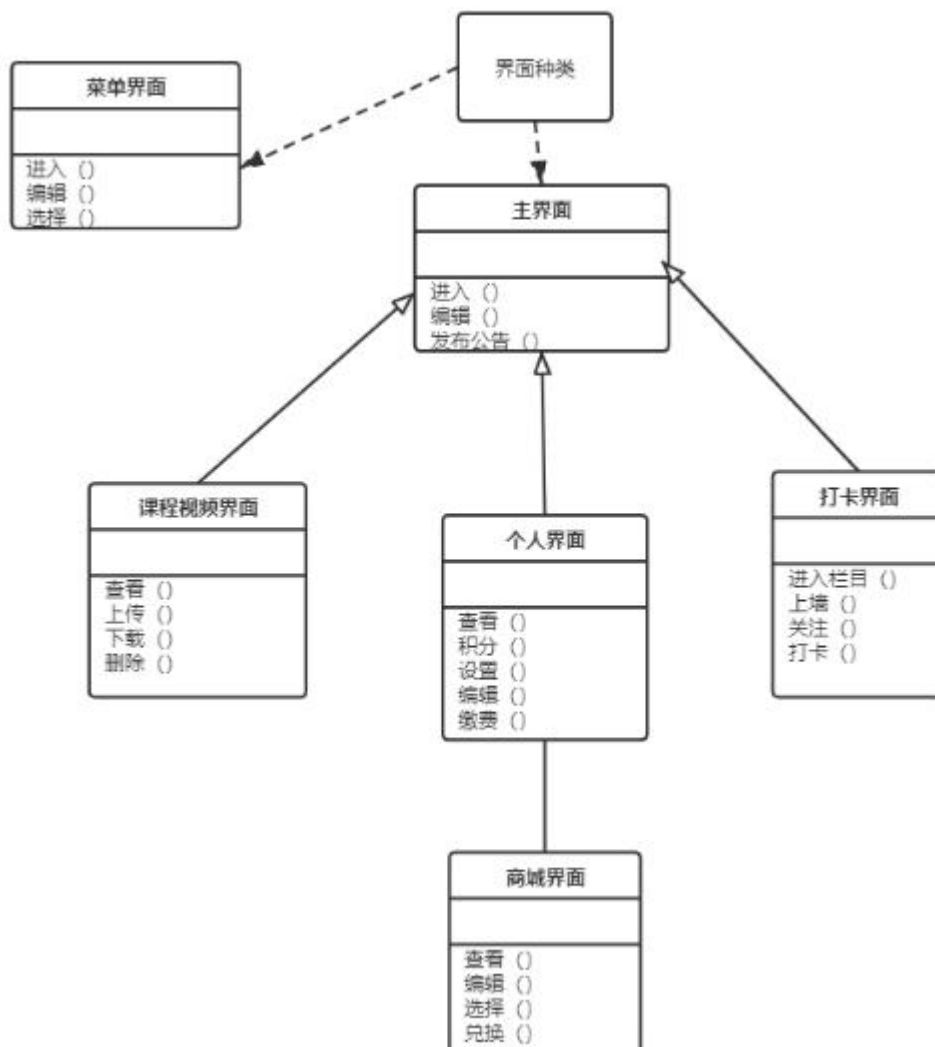 界面种类
菜单界面
进入 ()
编辑 ()
选择 ()
主界面
进入 ()
编辑 ()
发布公告 ()
课程视频界面
查看 ()
上传 ()
下载 ()
删除 ()
个人界面
查看 ()
积分 ()
设置 ()
编辑 ()
缴费 ()
打卡界面
进入栏目 ()
上墙 ()
关注 ()
打卡 ()
商城界面
查看 ()
编辑 ()
选择 ()
兑换 ()